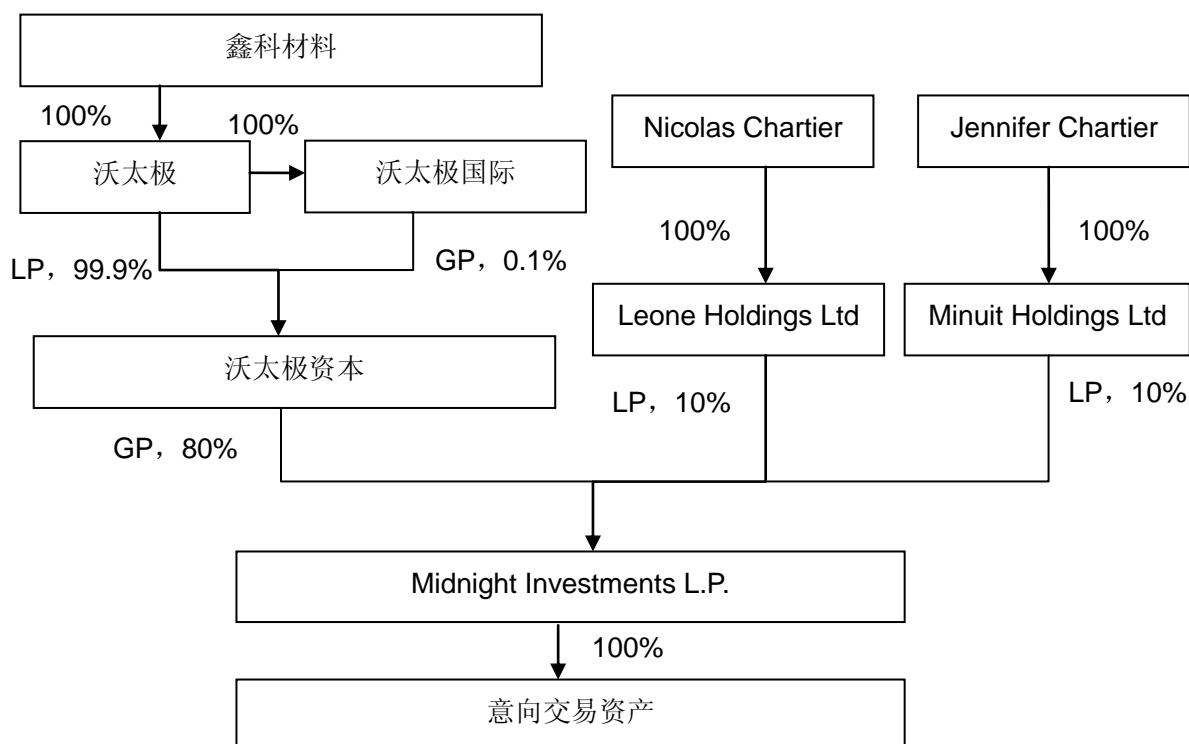 鑫科材料
100%
100%
Nicolas Chartier
Jennifer Chartier
沃太极
沃太极国际
100%
100%
LP，99.9%
GP，0.1%
Leone Holdings Ltd
Minuit Holdings Ltd
沃太极资本
LP，10%
LP，10%
GP，80%
Midnight Investments L.P.
100%
意向交易资产